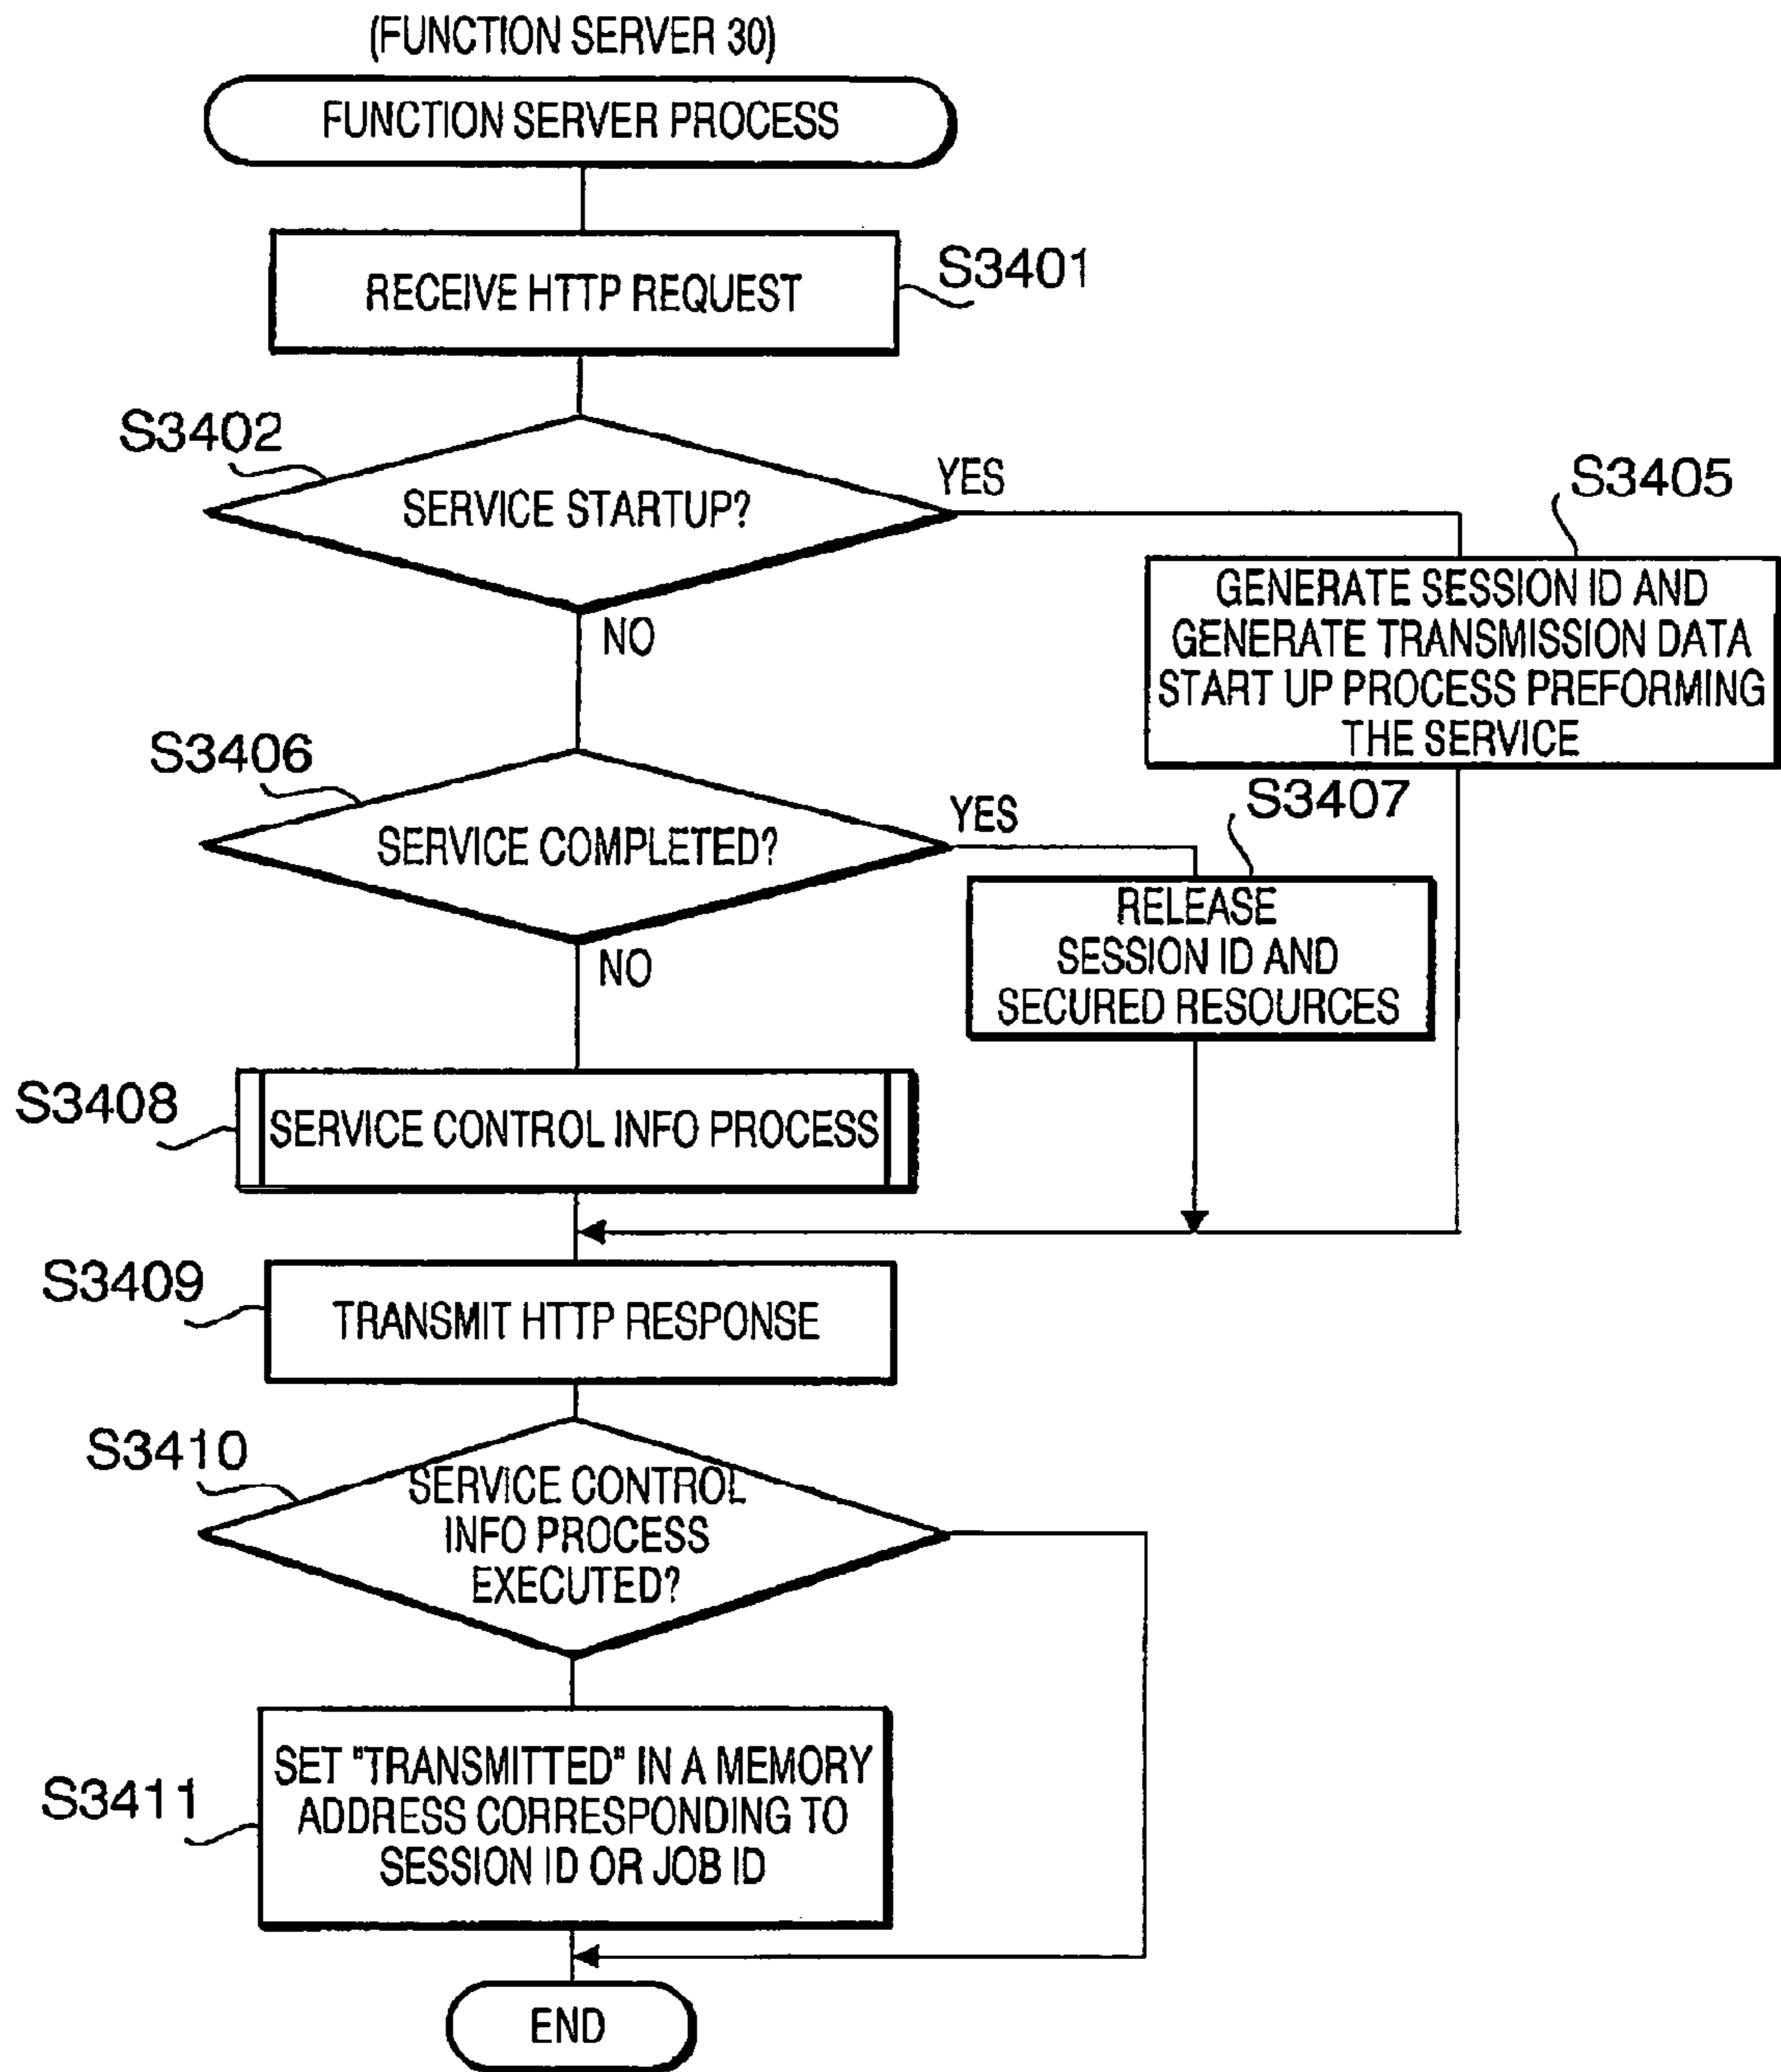 (FUNCTION SERVER 30)
FUNCTION SERVER PROCESS
RECEIVE HTTP REQUEST
S3401
S3402
SERVICE STARTUP?
YES
NO
S3405
GENERATE SESSION ID AND
GENERATE TRANSMISSION DATA
START UP PROCESS PREFORMING
THE SERVICE
S3406
SERVICE COMPLETED?
YES
NO
S3407
RELEASE
SESSION ID AND
SECURED RESOURCES
S3408
SERVICE CONTROL INFO PROCESS
S3409
TRANSMIT HTTP RESPONSE
S3410
SERVICE CONTROL
INFO PROCESS
EXECUTED?
S3411
SET "TRANSMITTED" IN A MEMORY
ADDRESS CORRESPONDING TO
SESSION ID OR JOB ID
END